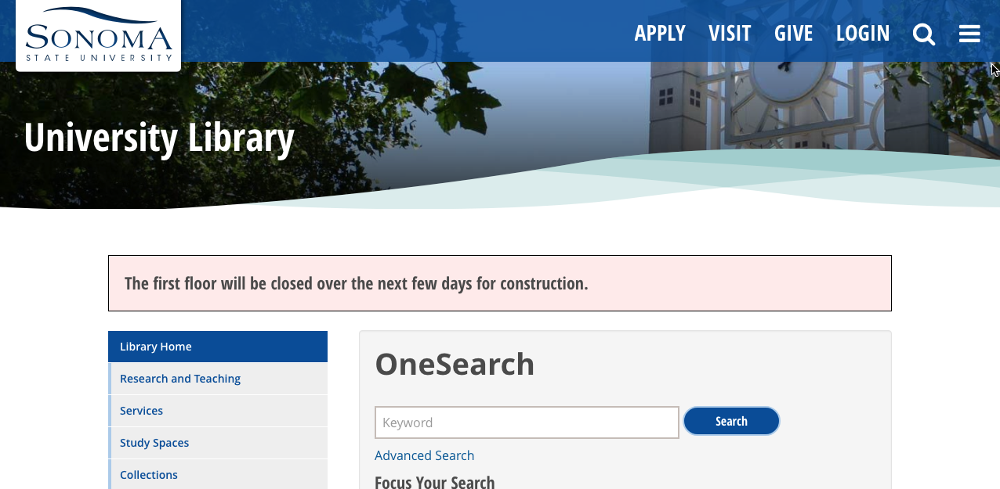 SONOMA
STATE UNIVERSITY
APPLY VISIT GIVE LOGIN
University Library
The first floor will be closed over the next few days for construction.
Library Home
Research and Teaching
Services
Study Spaces
Collections
OneSearch
Keyword
Search
Advanced Search
Focus Your Search